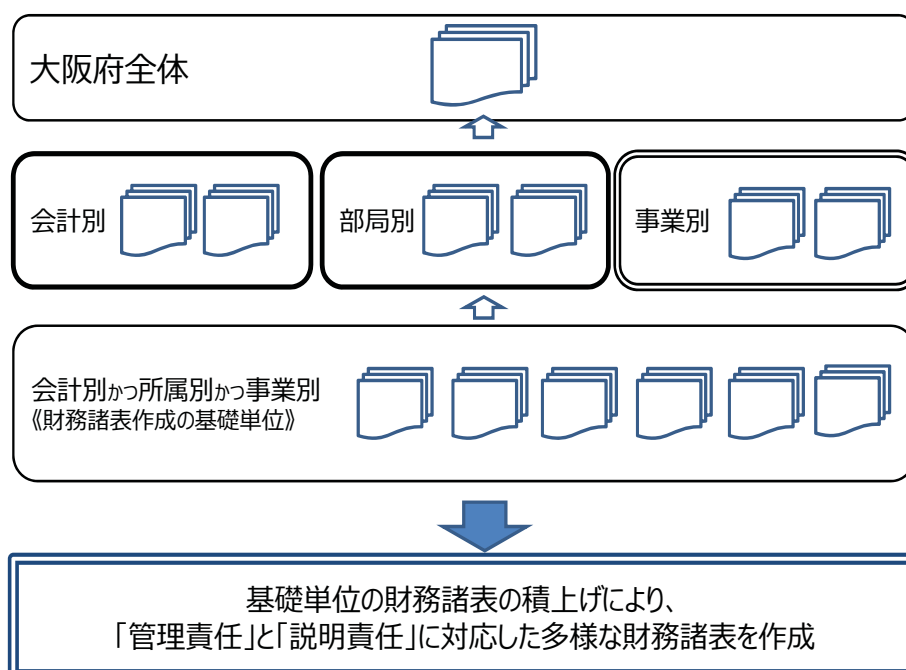 大阪府全体
会計別
部局別
事業別
会計別かつ所属別かつ事業別
《財務諸表作成の基礎単位》
基礎単位の財務諸表の積上げにより、
「管理責任」と「説明責任」に対応した多様な財務諸表を作成